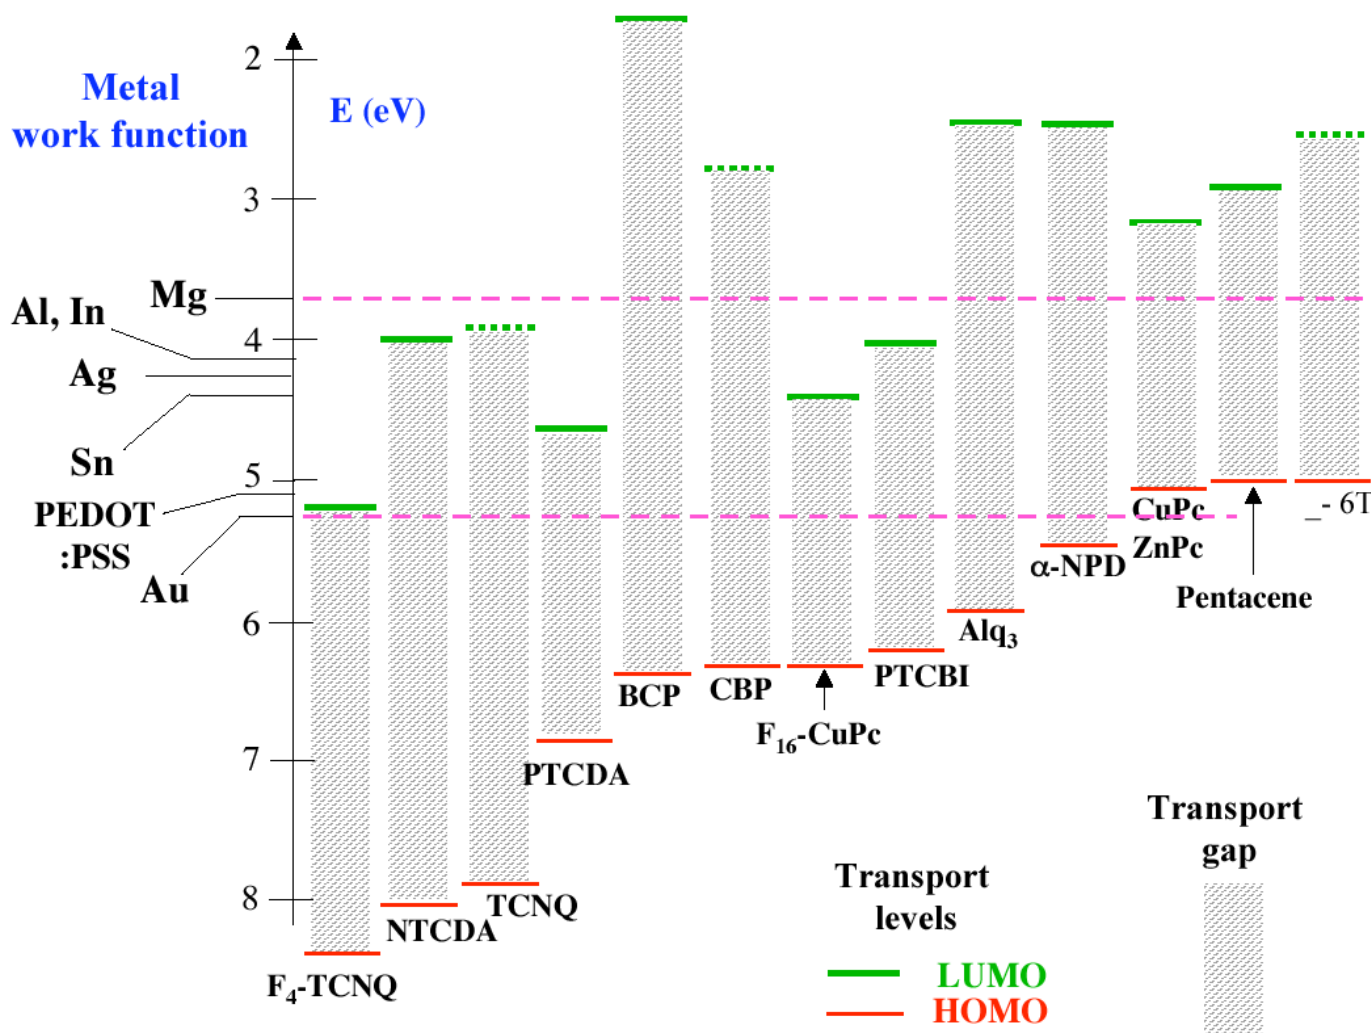 Metal
work function
E (eV)
2
3
4
5
6
7
8
Mg
Al, In
Ag
Sn
PEDOT
:PSS
Au
F₄-TCNQ
NTCDA
TCNQ
PTCDA
BCP
CBP
F₁₆-CuPc
PTCBI
Alq₃
α-NPD
CuPc
ZnPc
Pentacene
_- 6T
Transport
gap
Transport
levels
LUMO
HOMO